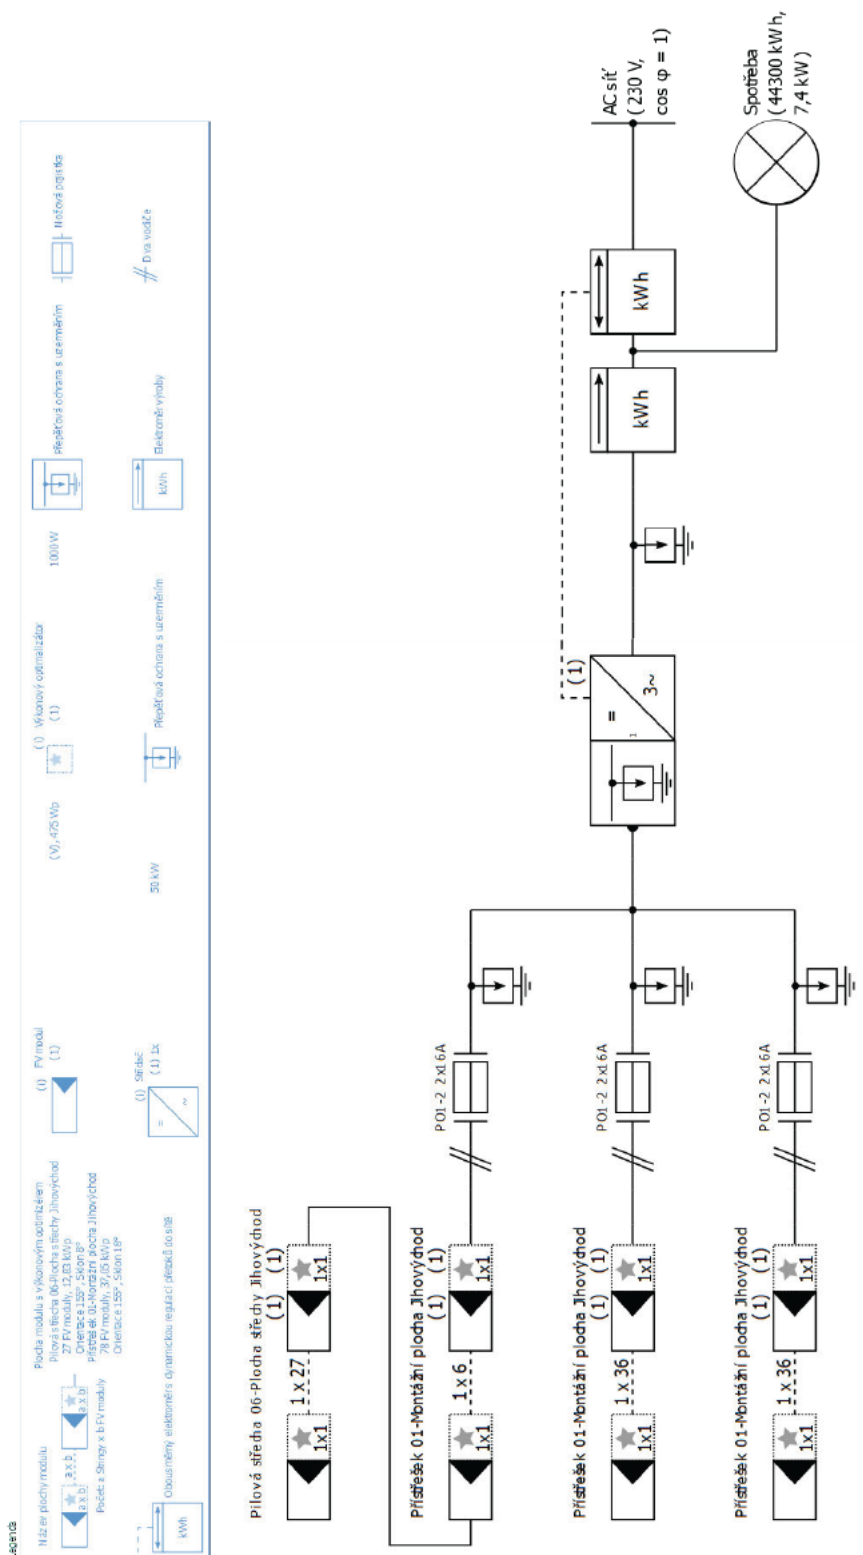 Legenda
Název plochy modulu
a x b
a x b
a x b
Počet: a Stringy x b FV moduly
Plocha modulu s výkonovým optimizérem
Pilová střecha 06-Plocha střechy Jihovýchod
27 FV moduly, 12,83 kWp
Orientace 155°, Sklon 8°
Přístřešek 01-Montážní plocha Jihovýchod
78 FV moduly, 37,05 kWp
Orientace 155°, Sklon 18°
(i) FV modul
(1)
(V), 475 Wp
(i) Výkonový optimalizátor
(1)
1000 W
Přepěťová ochrana s uzemněním
Nožová pojistka
kWh
Obousměrný elektroměr s dynamickou regulací přetoků do sítě
=
~
(i) Střídač
(1) 1x
50 kW
Přepěťová ochrana s uzemněním
kWh
Elektroměr výroby
Dva vodiče
Pilová střecha 06-Plocha střechy Jihovýchod
(1) (1)
1x1
1 x 27
1x1
Přístřešek 01-Montážní plocha Jihovýchod
(1) (1)
1x1
1 x 6
1x1
PO1-2 2x16A
Přístřešek 01-Montážní plocha Jihovýchod
(1) (1)
1x1
1 x 36
1x1
PO1-2 2x16A
Přístřešek 01-Montážní plocha Jihovýchod
(1) (1)
1x1
1 x 36
1x1
PO1-2 2x16A
(1)
=
1
3~
kWh
kWh
AC síť
(230 V,
cos φ = 1)
Spotřeba
(44300 kWh,
7,4 kW)